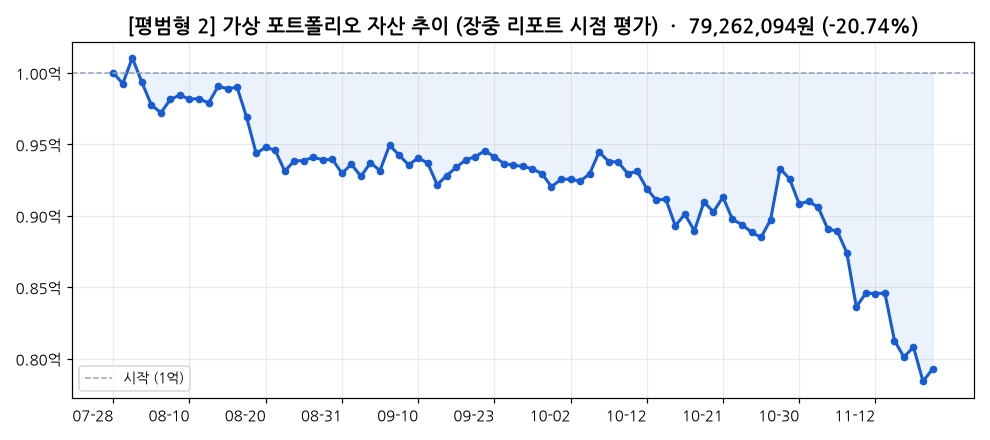 [평범형 2] 가상 포트폴리오 자산 추이 (장중 리포트 시점 평가) · 79,262,094원 (-20.74%)
1.00억
0.95억
0.90억
0.85억
0.80억
시작 (1억)
07-28 08-10 08-20 08-31 09-10 09-23 10-02 10-12 10-21 10-30 11-12